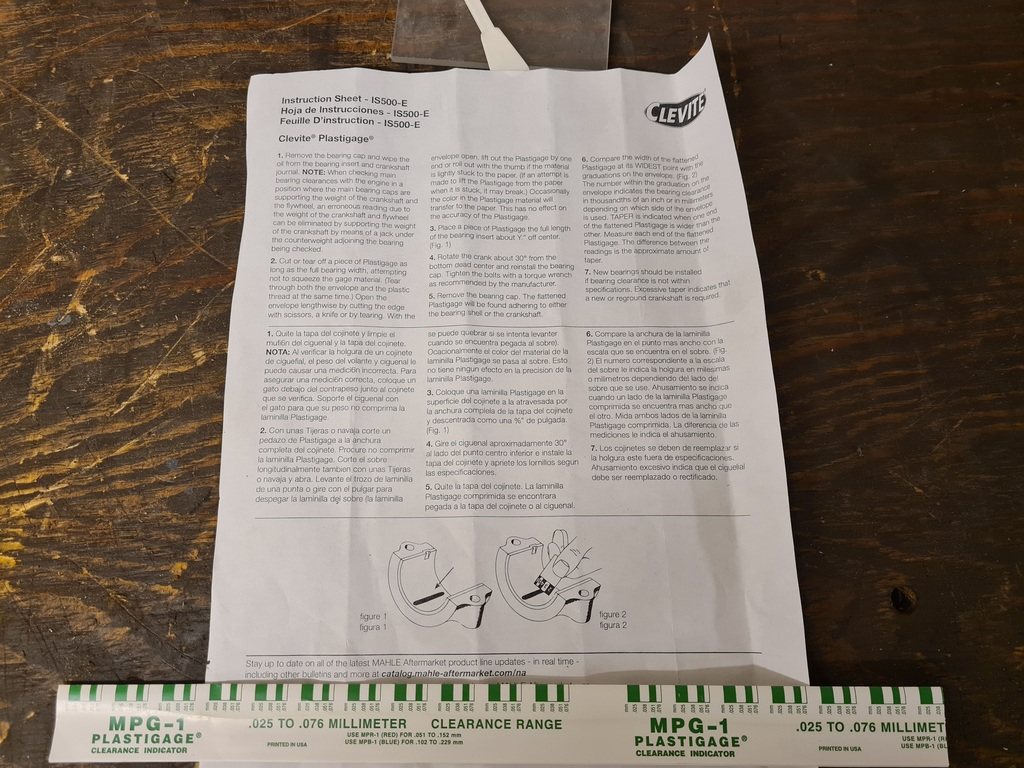 Instruction Sheet - IS500-E
Hoja de Instrucciones - IS500-E
Feuille D'instruction - IS500-E
Clevite® Plastigage®
CLEVITE®
1. Remove the bearing cap and wipe the
oil from the bearing insert and crankshaft
journal. NOTE: When checking main
bearing clearances with the engine in a
position where the main bearing caps are
supporting the weight of the crankshaft and
the flywheel, an erroneous reading due to
the weight of the crankshaft and flywheel
can be eliminated by supporting the weight
of the crankshaft by means of a jack under
the counterweight adjoining the bearing
being checked.
2. Cut or tear off a piece of Plastigage as
long as the full bearing width, attempting
not to squeeze the gage material. (Tear
through both the envelope and the plastic
thread at the same time.) Open the
envelope lengthwise by cutting the edge
with scissors, a knife or by tearing. With the
envelope open, lift out the Plastigage by one
end or roll out with the thumb if the material
is lightly stuck to the paper. (If an attempt is
made to lift the Plastigage from the paper
when it is stuck, it may break.) Occasionally
the color in the Plastigage material will
transfer to the paper. This has no effect on
the accuracy of the Plastigage.
3. Place a piece of Plastigage the full length
of the bearing insert about off center.
(Fig. 1)
4. Rotate the crank about 30° from the
bottom dead center and reinstall the bearing
cap. Tighten the bolts with a torque wrench
as recommended by the manufacturer.
5. Remove the bearing cap. The flattened
Plastigage will be found adhering to either
the bearing shell or the crankshaft.
6. Compare the width of the flattened
Plastigage at its WIDEST point with the
graduations on the envelope. (Fig. 2)
The number within the graduation on the
envelope indicates the bearing clearance
in thousandths of an inch or in millimeters
depending on which side of the envelope
is used. TAPER is indicated when one end
of the flattened Plastigage is wider than the
other. Measure each end of the flattened
Plastigage. The difference between the
readings is the approximate amount of
taper.
7. New bearings should be installed
if bearing clearance is not within
specifications. Excessive taper indicates that
a new or reground crankshaft is required.
1. Quite la tapa del cojinete y limpie el
muñón del cigueñal y la tapa del cojinete.
NOTA: Al verificar la holgura de un cojinete
de cigueñal, el peso del volante y cigueñal le
puede causar una medición incorrecta. Para
asegurar una medición correcta, coloque un
gato debajo del contrapeso junto al cojinete
que se verifica. Soporte el cigueñal con
el gato para que su peso no comprima la
laminilla Plastigage.
2. Con unas Tijeras o navaja corte un
pedazo de Plastigage a la anchura
completa del cojinete. Procure no comprimir
la laminilla Plastigage. Corte el sobre
longitudinalmente tambien con unas Tijeras
o navaja y abra. Levante el trozo de laminilla
de una punta o gire con el pulgar para
despegar la laminilla del sobre (la laminilla
se puede quebrar si se intenta levanter
cuando se encuentra pegada al sobre).
Ocacionalmente el color del material de la
laminilla Plastigage se pasa al sobre. Esto
no tiene ningun efecto en la precision de la
laminilla Plastigage.
3. Coloque una laminilla Plastigage en la
superficie del cojinete a la atravesada por
la anchura completa de la tapa del cojinete
y descentrada como una de pulgada.
(Fig. 1)
4. Gire el ciguenal aproximadamente 30°
al lado del punto centro inferior e instale la
tapa del cojinete y apriete los tornillos segun
las especificaciones.
5. Quite la tapa del cojinete. La laminilla
Plastigage comprimida se encontrara
pegada a la tapa del cojinete o al ciguenal.
6. Compare la anchura de la laminilla
Plastigage en el punto mas ancho con la
escala que se encuentra en el sobre. (Fig.
2) El numero correspondiente a la escala
del sobre le indica la holgura en milesimas
o milimetros dependiendo del lado del
sobre que se use. Ahusamiento se indica
cuando un lado de la laminilla Plastigage
comprimida se encuentra mas ancho que
el otro. Mida ambos lados de la laminilla
Plastigage comprimida. La diferencia de las
mediciones le indica el ahusamiento.
7. Los cojinetes se deben de reemplazar si
la holgura este fuera de especificaciones.
Ahusamiento excesivo indica que el cigueñal
debe ser reemplazado o rectificado.
figure 1
figura 1
figure 2
figura 2
Stay up to date on all of the latest MAHLE Aftermarket product line updates - in real time -
including other bulletins and more at catalog.mahle-aftermarket.com/na
MPG-1
PLASTIGAGE®
CLEARANCE INDICATOR
.025 TO .076 MILLIMETER CLEARANCE RANGE
PRINTED IN USA
USE MPR-1 (RED) FOR .051 TO .152 mm
USE MPB-1 (BLUE) FOR .102 TO .229 mm
MPG-1
PLASTIGAGE®
CLEARANCE INDICATOR
.025 TO .076 MILLIMET
PRINTED IN USA
USE MPR-1 (R
USE MPB-1 (BL